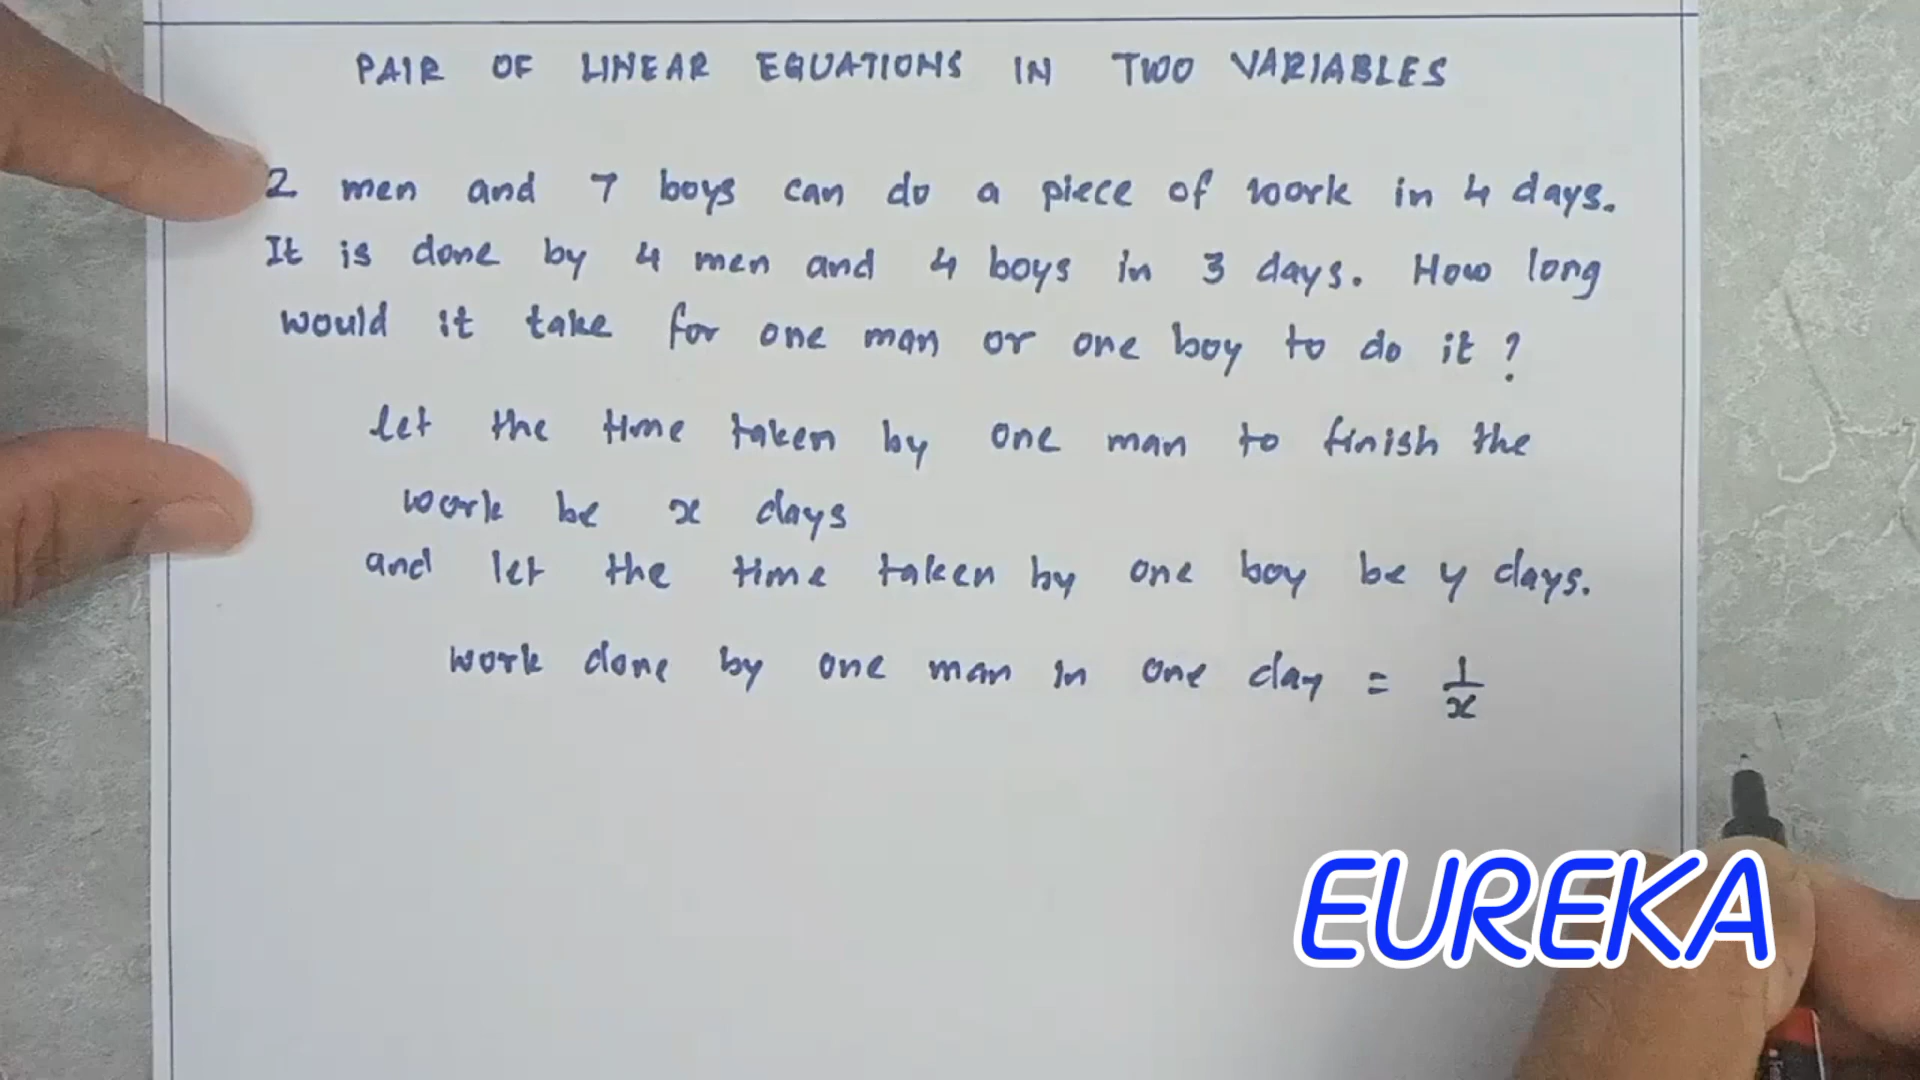 PAIR OF LINEAR EQUATIONS IN TWO VARIABLES
2 men and 7 boys can do a piece of work in 4 days.
It is done by 4 men and 4 boys in 3 days. How long
would it take for one man or one boy to do it?
let the time taken by one man to finish the
work be x days
and let the time taken by one boy be y days.
work done by one man in one day = 1/x
EUREKA